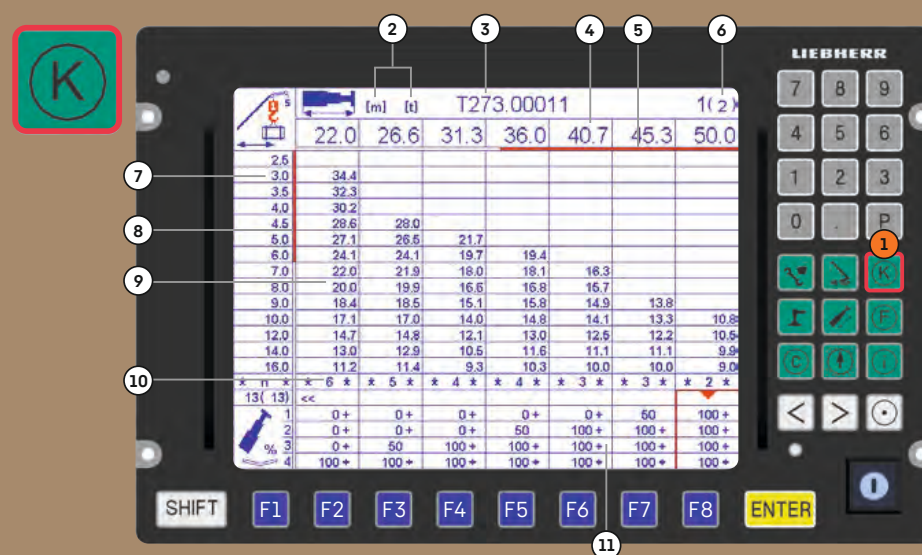 K
2
3
4
5
6
LIEBHERR
s
[m] [t] T273.00011 1( 2 )
22.0 26.6 31.3 36.0 40.7 45.3 50.0
2.5
7
3.0 34.4
3.5 32.3
4.0 30.2
8
4.5 28.6 28.0
5.0 27.1 26.5 21.7
6.0 24.1 24.1 19.7 19.4
7.0 22.0 21.9 18.0 18.1 16.3
9
8.0 20.0 19.9 16.6 16.8 15.7
9.0 18.4 18.5 15.1 15.8 14.9 13.8
10.0 17.1 17.0 14.0 14.8 14.1 13.3 10.8
12.0 14.7 14.8 12.1 13.0 12.5 12.2 10.5
14.0 13.0 12.9 10.5 11.6 11.1 11.1 9.9
16.0 11.2 11.4 9.3 10.3 10.0 10.0 9.0
10
* n * * 6 * * 5 * * 4 * * 4 * * 3 * * 3 * * 2 *
13( 13) <<
1 0+ 0+ 0+ 0+ 0+ 50 100+
2 0+ 0+ 0+ 50 100+ 100+ 100+
% 3 0+ 50 100+ 100+ 100+ 100+ 100+
4 100+ 100+ 100+ 100+ 100+ 100+ 100+
11
7 8 9
4 5 6
1 2 3
0 . P
1
K
F
C i
< >
SHIFT F1 F2 F3 F4 F5 F6 F7 F8 ENTER